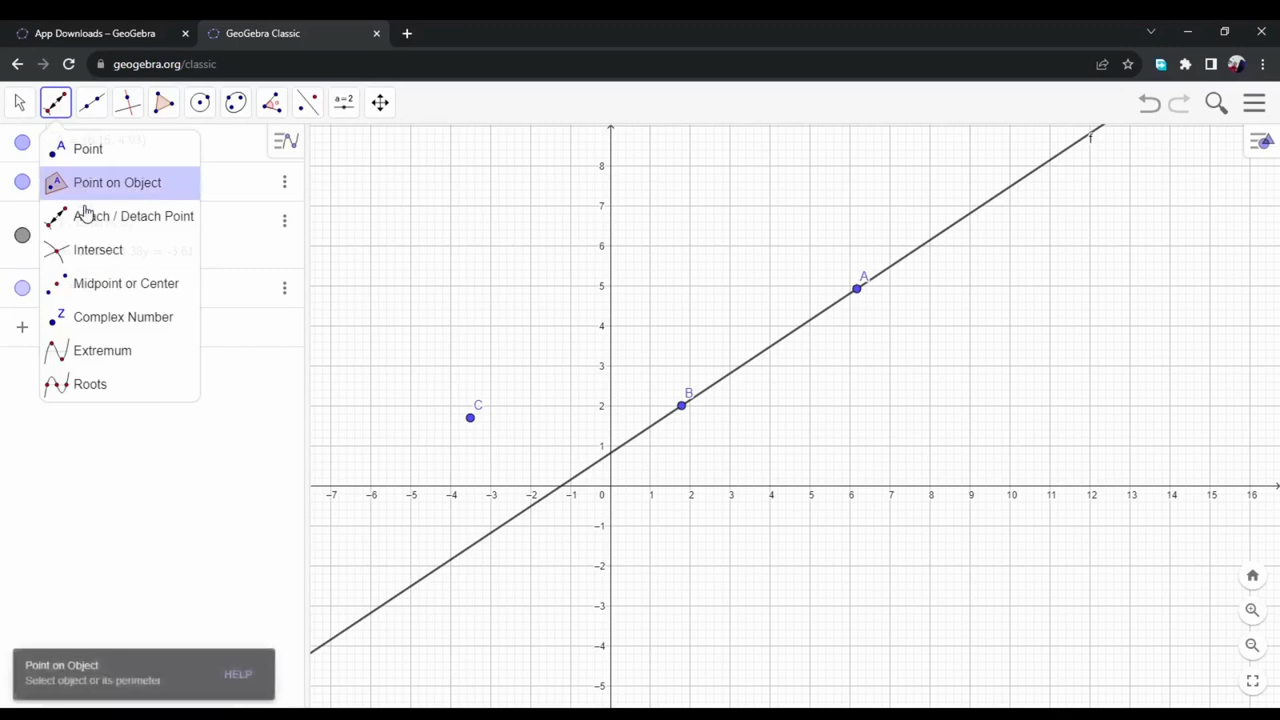 App Downloads – GeoGebra
GeoGebra Classic
geogebra.org/classic
a=2
A Point
A Point on Object
Attach / Detach Point
Intersect
Midpoint or Center
Z Complex Number
Extremum
Roots
f
A
B
C
8
7
6
5
4
3
2
1
–7 –6 –5 –4 –3 –2 –1 0 1 2 3 4 5 6 7 8 9 10 11 12 13 14 15 16
–1
–2
–3
–4
–5
Point on Object
Select object or its perimeter
HELP